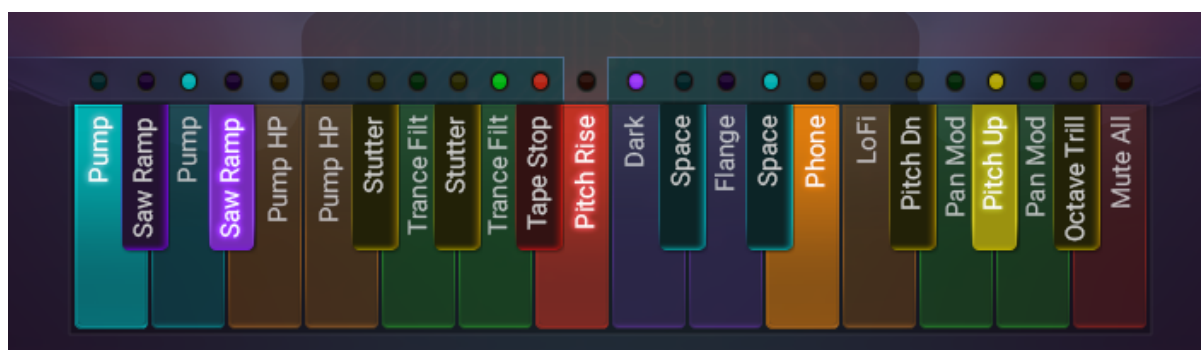 Pump
Saw Ramp
Pump
Saw Ramp
Pump HP
Pump HP
Stutter
Trance Filt
Stutter
Trance Filt
Tape Stop
Pitch Rise
Dark
Space
Flange
Space
Phone
LoFi
Pitch Dn
Pan Mod
Pitch Up
Pan Mod
Octave Trill
Mute All